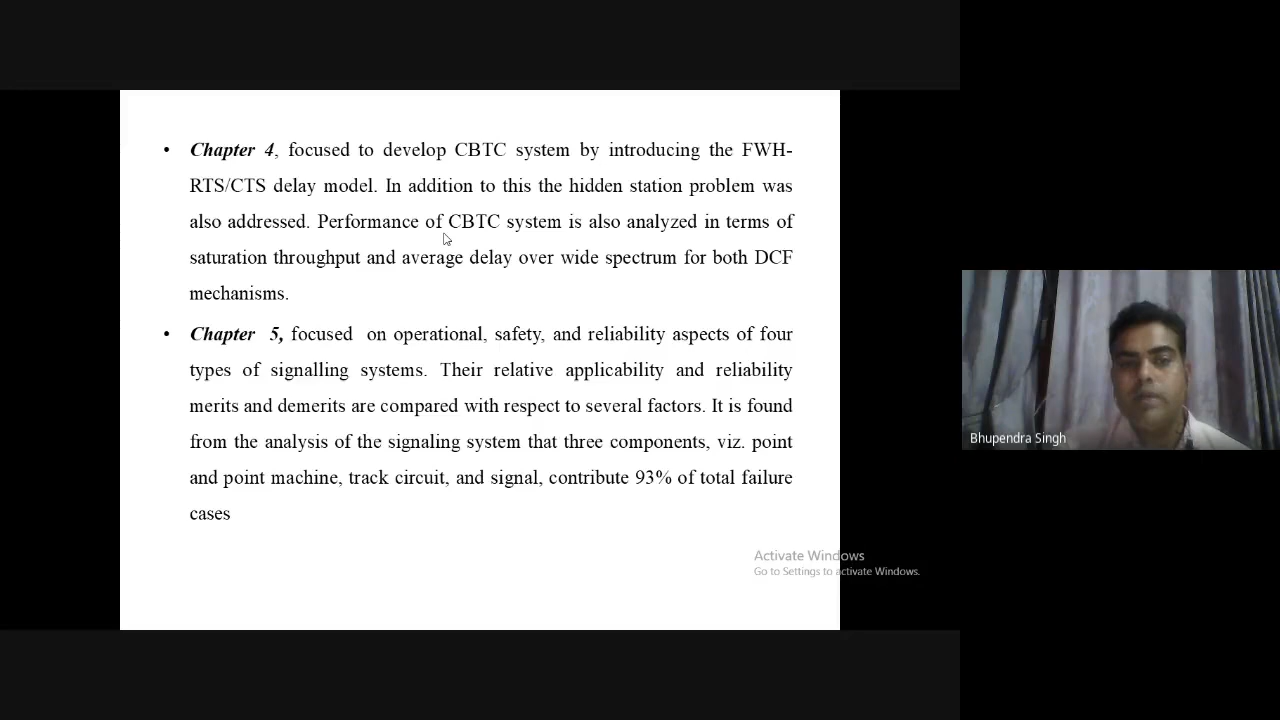 • Chapter 4, focused to develop CBTC system by introducing the FWH-
RTS/CTS delay model. In addition to this the hidden station problem was
also addressed. Performance of CBTC system is also analyzed in terms of
saturation throughput and average delay over wide spectrum for both DCF
mechanisms.
• Chapter 5, focused on operational, safety, and reliability aspects of four
types of signalling systems. Their relative applicability and reliability
merits and demerits are compared with respect to several factors. It is found
from the analysis of the signaling system that three components, viz. point
and point machine, track circuit, and signal, contribute 93% of total failure
cases
Activate Windows
Go to Settings to activate Windows.
Bhupendra Singh